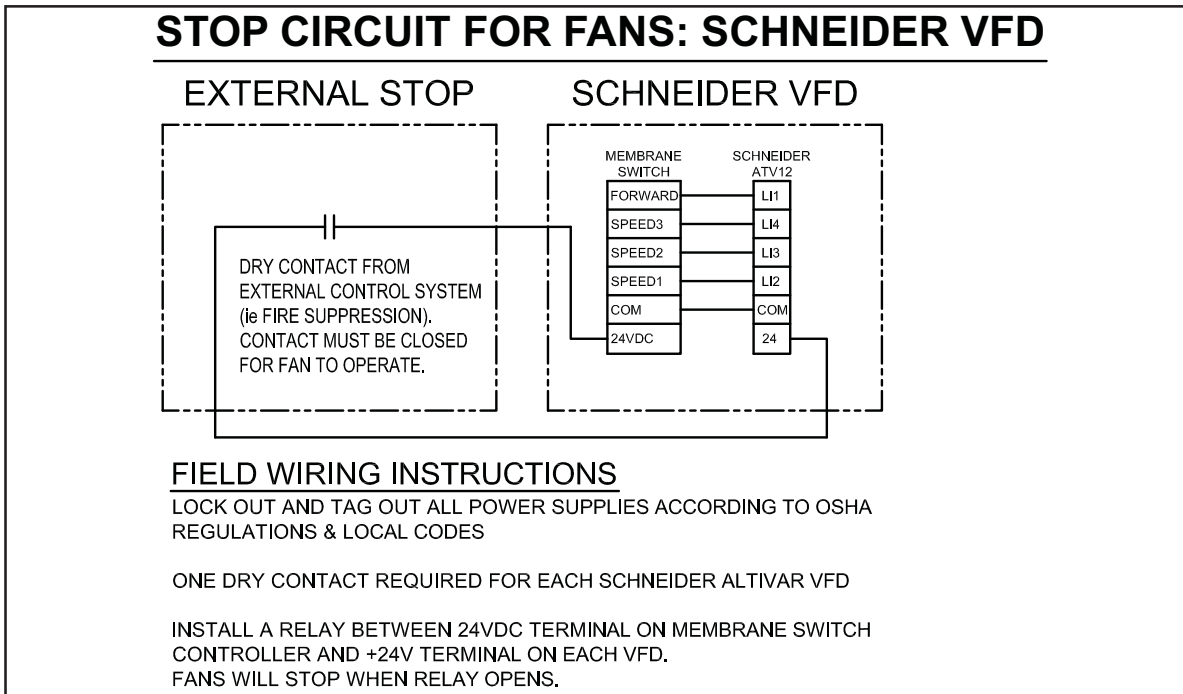 STOP CIRCUIT FOR FANS: SCHNEIDER VFD
EXTERNAL STOP
SCHNEIDER VFD
MEMBRANE
SWITCH
SCHNEIDER
ATV12
FORWARD
LI1
SPEED3
LI4
SPEED2
LI3
SPEED1
LI2
COM
COM
24VDC
24
DRY CONTACT FROM
EXTERNAL CONTROL SYSTEM
(ie FIRE SUPPRESSION).
CONTACT MUST BE CLOSED
FOR FAN TO OPERATE.
FIELD WIRING INSTRUCTIONS
LOCK OUT AND TAG OUT ALL POWER SUPPLIES ACCORDING TO OSHA
REGULATIONS & LOCAL CODES
ONE DRY CONTACT REQUIRED FOR EACH SCHNEIDER ALTIVAR VFD
INSTALL A RELAY BETWEEN 24VDC TERMINAL ON MEMBRANE SWITCH
CONTROLLER AND +24V TERMINAL ON EACH VFD.
FANS WILL STOP WHEN RELAY OPENS.